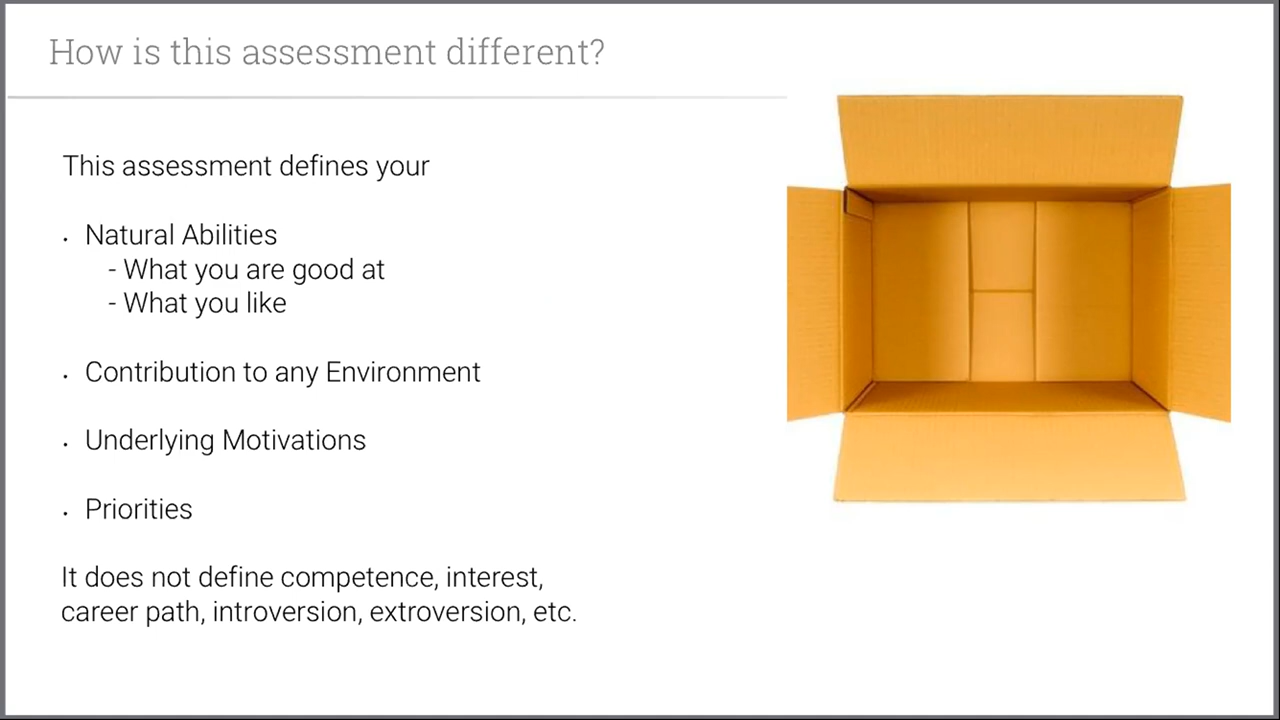 How is this assessment different?
This assessment defines your
· Natural Abilities
- What you are good at
- What you like
· Contribution to any Environment
· Underlying Motivations
· Priorities
It does not define competence, interest,
career path, introversion, extroversion, etc.